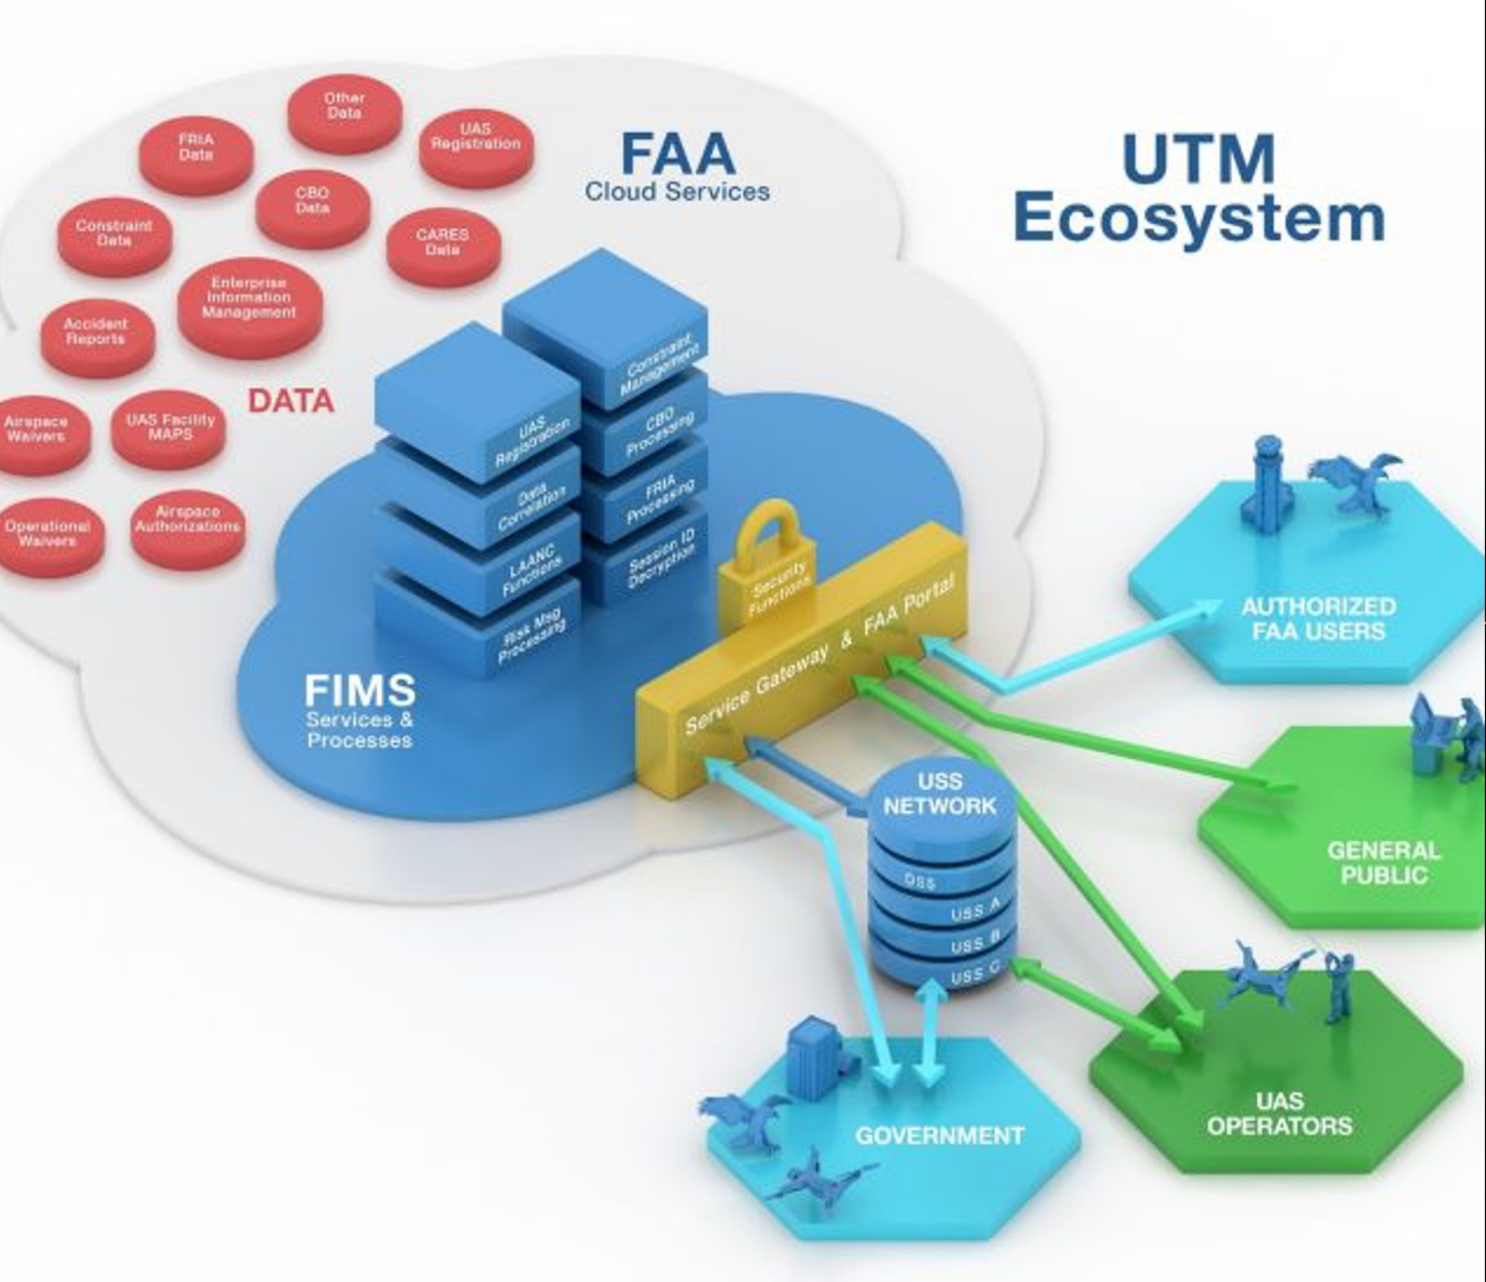 Other
Data
FRIA
Data
UAS
Registration
CBO
Data
Constraint
Data
CARES
Data
Enterprise
Information
Management
Accident
Reports
DATA
Airspace
Waivers
UAS Facility
MAPS
Operational
Waivers
Airspace
Authorizations
FAA
Cloud Services
UTM
Ecosystem
Constraint
Management
CBO
Processing
FRIA
Processing
Session ID
Decryption
UAS
Registration
Data
Correlation
LAANC
Functions
Risk Msg
Processing
FIMS
Services &
Processes
Security
Functions
Service Gateway & FAA Portal
USS
NETWORK
DSS
USS A
USS B
USS C
AUTHORIZED
FAA USERS
GENERAL
PUBLIC
UAS
OPERATORS
GOVERNMENT